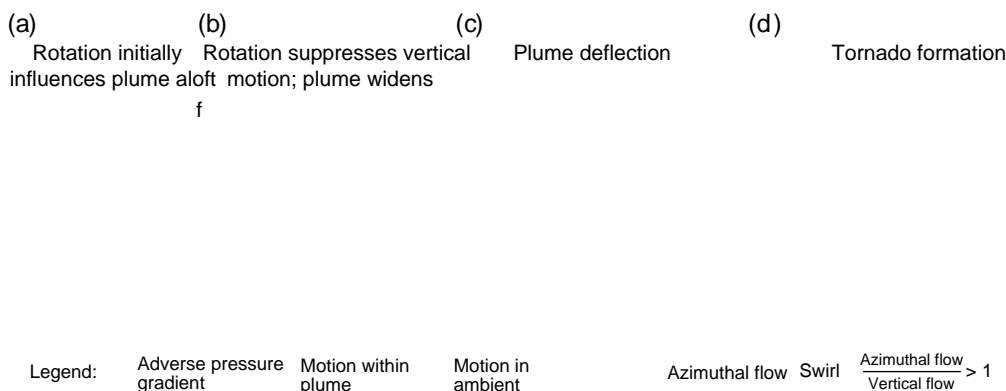 (a)
Rotation initially
influences plume aloft
(b)
Rotation suppresses vertical
motion; plume widens
f
(c)
Plume deflection
(d)
Tornado formation
Legend:
Adverse pressure
gradient
Motion within
plume
Motion in
ambient
Azimuthal flow
Swirl
Azimuthal flow
Vertical flow
> 1